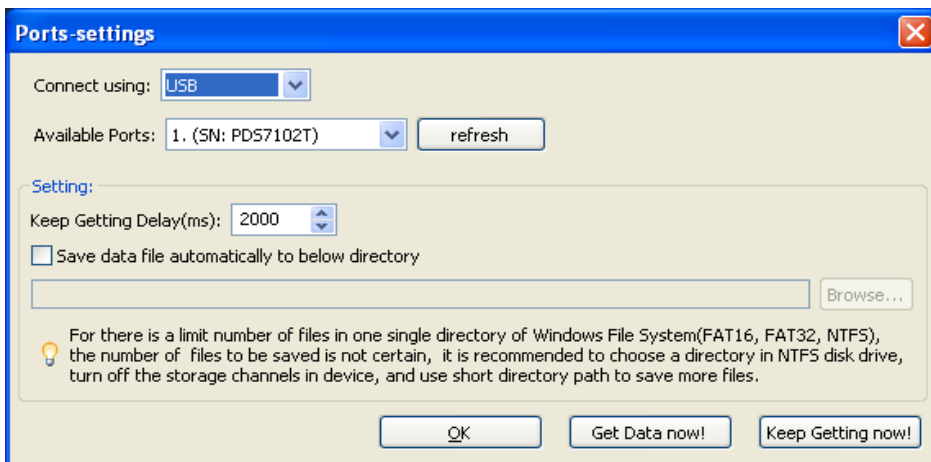 Ports-settings
Connect using: USB
Available Ports: 1. (SN: PDS7102T) refresh
Setting:
Keep Getting Delay(ms): 2000
Save data file automatically to below directory
Browse...
For there is a limit number of files in one single directory of Windows File System(FAT16, FAT32, NTFS),
the number of files to be saved is not certain, it is recommended to choose a directory in NTFS disk drive,
turn off the storage channels in device, and use short directory path to save more files.
OK Get Data now! Keep Getting now!